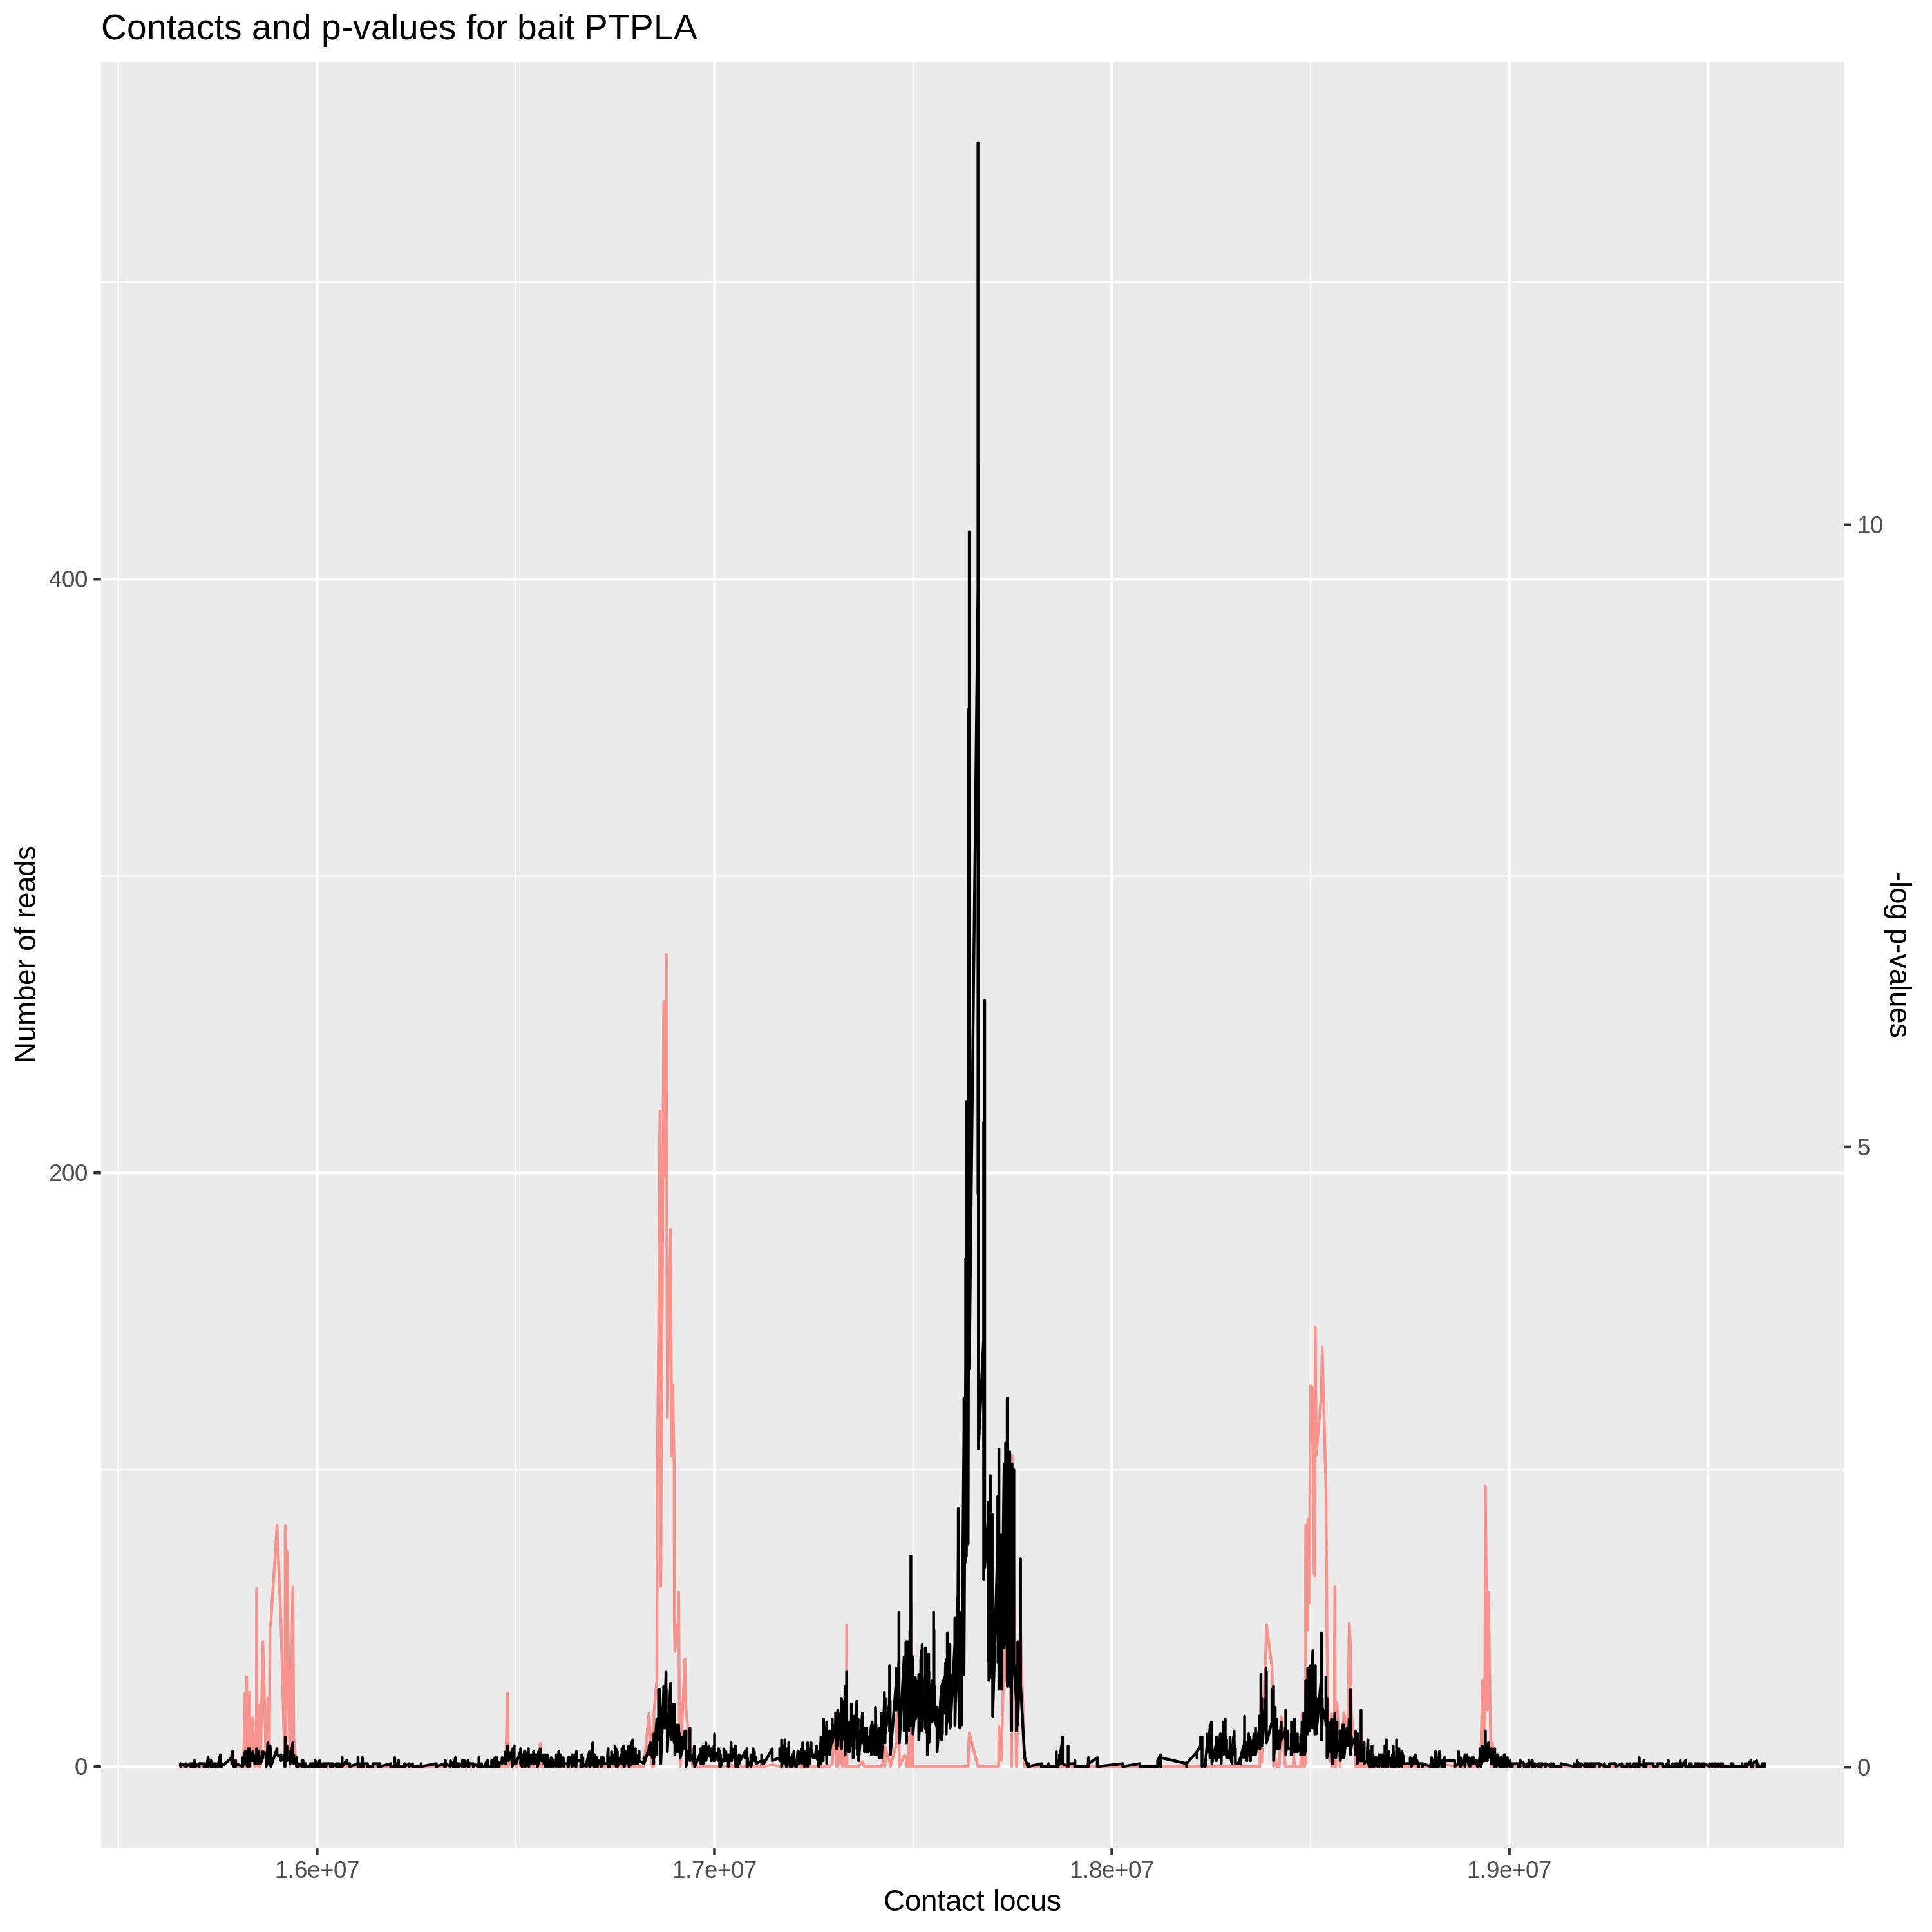 Contacts and p-values for bait PTPLA
Number of reads
400
200
0
10
5
0
-log p-values
1.6e+07
1.7e+07
1.8e+07
1.9e+07
Contact locus